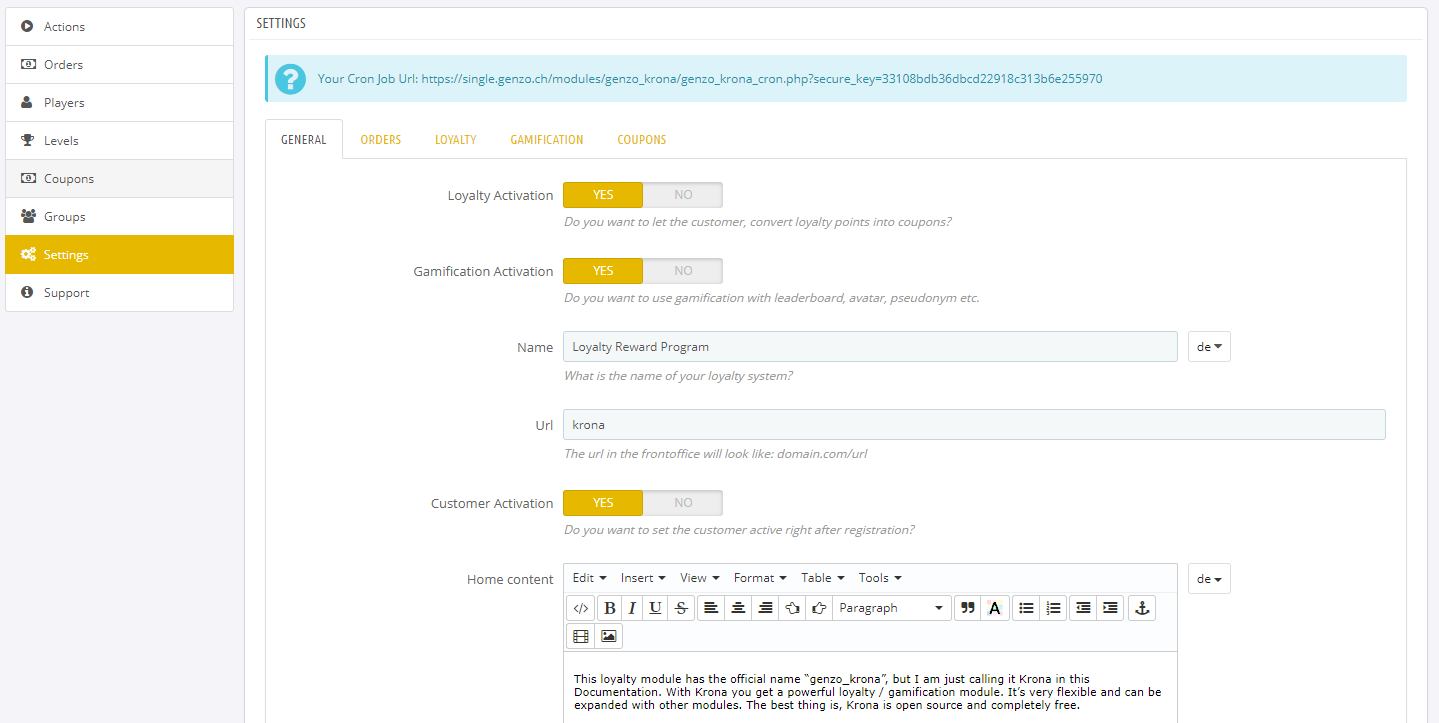 Actions
Orders
Players
Levels
Coupons
Groups
Settings
Support
SETTINGS
Your Cron Job Url: https://single.genzo.ch/modules/genzo_krona/genzo_krona_cron.php?secure_key=33108bdb36dbcd22918c313b6e255970
GENERAL ORDERS LOYALTY GAMIFICATION COUPONS
Loyalty Activation YES NO
Do you want to let the customer, convert loyalty points into coupons?
Gamification Activation YES NO
Do you want to use gamification with leaderboard, avatar, pseudonym etc.
Name Loyalty Reward Program de
What is the name of your loyalty system?
Url krona
The url in the frontoffice will look like: domain.com/url
Customer Activation YES NO
Do you want to set the customer active right after registration?
Home content Edit Insert View Format Table Tools de
B I U S Paragraph A
This loyalty module has the official name “genzo_krona”, but I am just calling it Krona in this
Documentation. With Krona you get a powerful loyalty / gamification module. It’s very flexible and can be
expanded with other modules. The best thing is, Krona is open source and completely free.